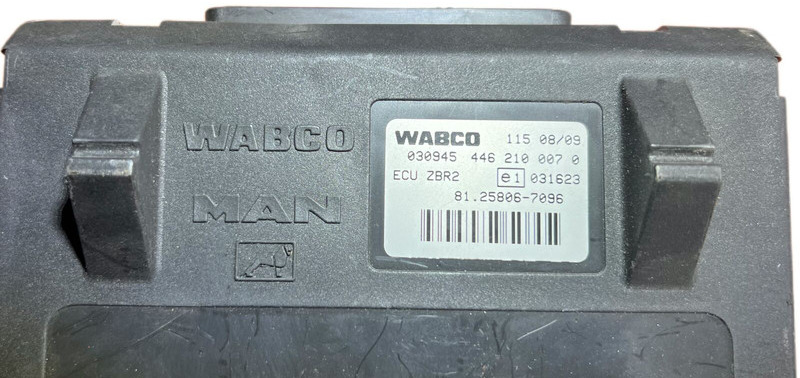 WABCO
MAN
WABCO 115 08/09
030945 446 210 007 0
ECU ZBR2 e1 031623
81.25806-7096